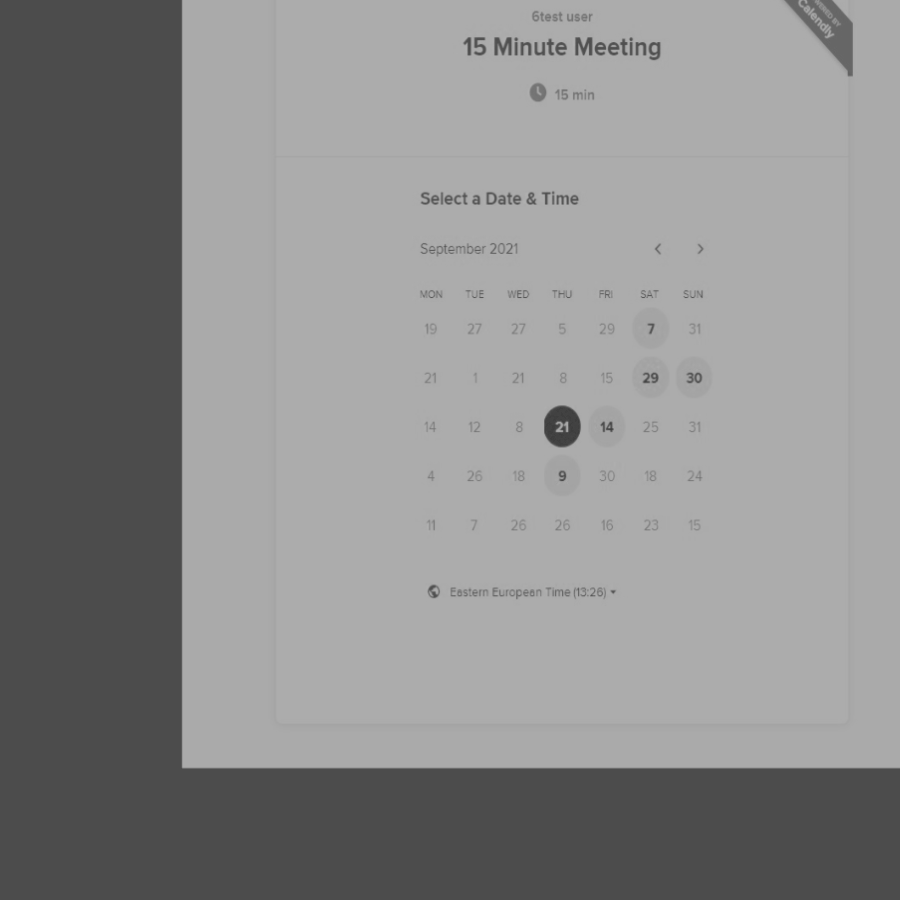 6test user
15 Minute Meeting
15 min
Calendly
Select a Date & Time
September 2021
MON TUE WED THU FRI SAT SUN
19 27 27 5 29 7 31
21 1 21 8 15 29 30
14 12 8 21 14 25 31
4 26 18 9 30 18 24
11 7 26 26 16 23 15
Eastern European Time (13:26)